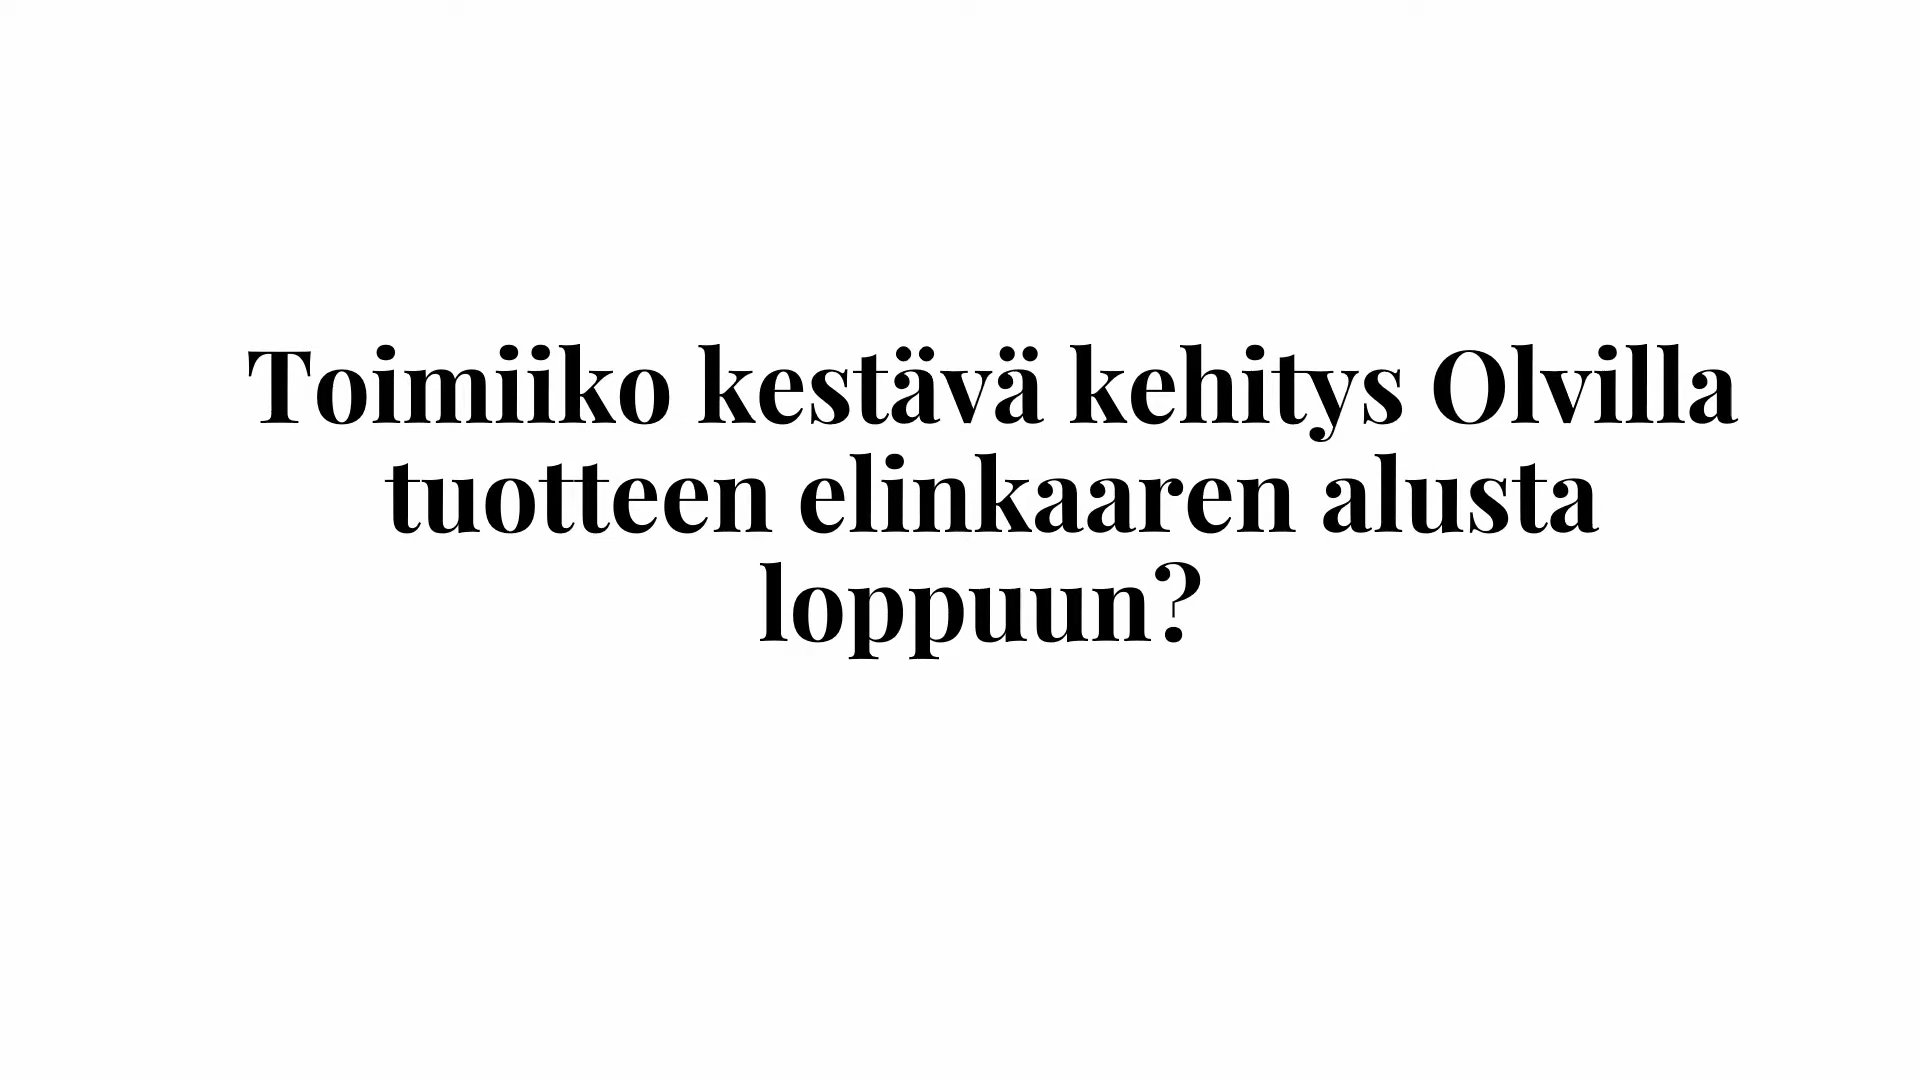 Toimiiko kestävä kehitys Olvilla
tuotteen elinkaaren alusta
loppuun?